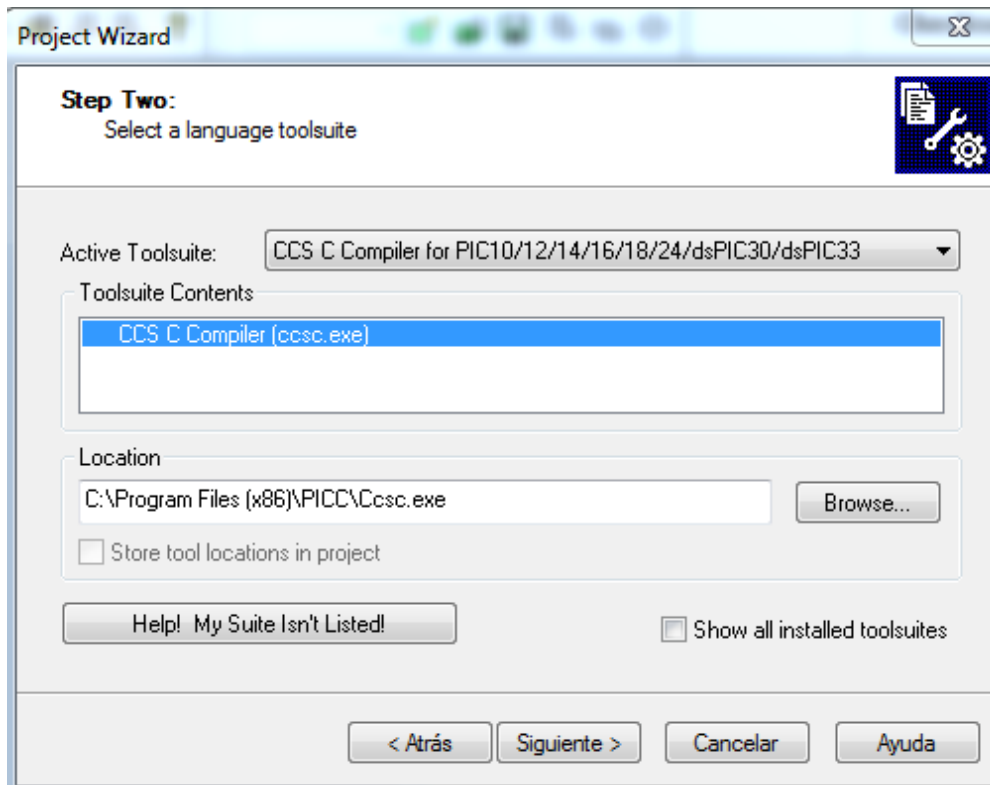 Project Wizard
Step Two:
Select a language toolsuite
Active Toolsuite: CCS C Compiler for PIC10/12/14/16/18/24/dsPIC30/dsPIC33
Toolsuite Contents
CCS C Compiler (ccsc.exe)
Location
C:\Program Files (x86)\PICC\Ccsc.exe Browse...
Store tool locations in project
Help! My Suite Isn't Listed! Show all installed toolsuites
< Atrás Siguiente > Cancelar Ayuda